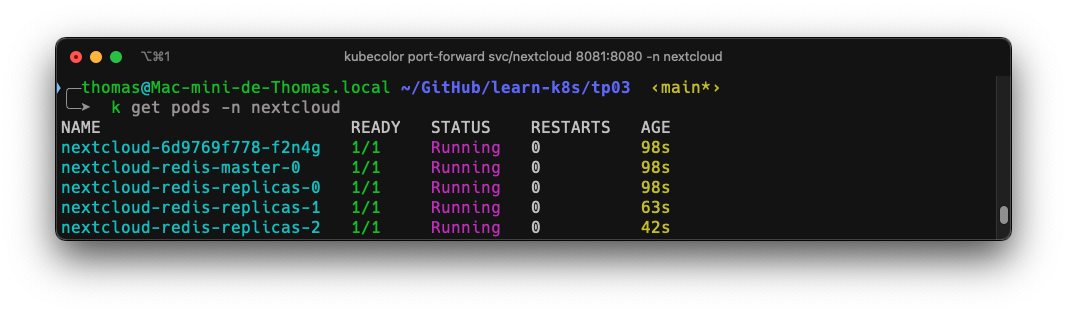 ⌥⌘1 kubecolor port-forward svc/nextcloud 8081:8080 -n nextcloud
thomas@Mac-mini-de-Thomas.local ~/GitHub/learn-k8s/tp03 ‹main*›
k get pods -n nextcloud
NAME READY STATUS RESTARTS AGE
nextcloud-6d9769f778-f2n4g 1/1 Running 0 98s
nextcloud-redis-master-0 1/1 Running 0 98s
nextcloud-redis-replicas-0 1/1 Running 0 98s
nextcloud-redis-replicas-1 1/1 Running 0 63s
nextcloud-redis-replicas-2 1/1 Running 0 42s